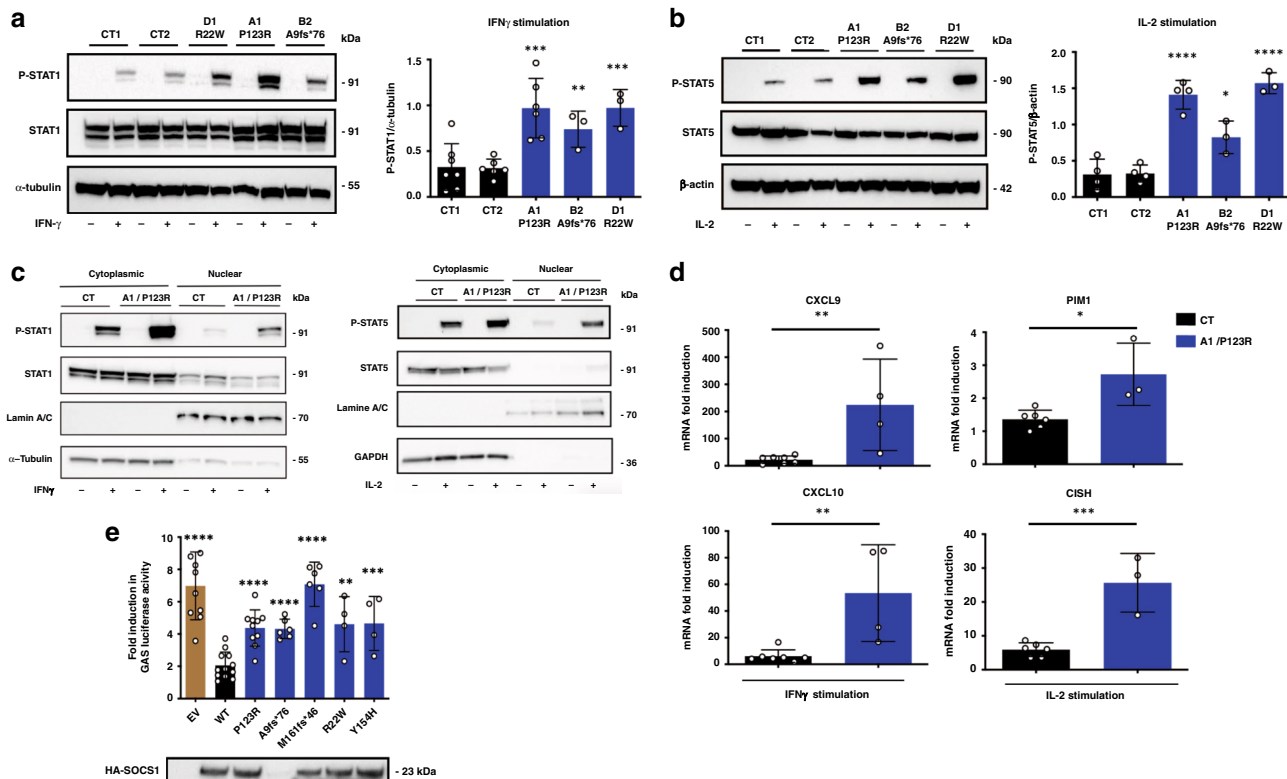 a
D1 A1 B2
CT1 CT2 R22W P123R A9fs*76 kDa
P-STAT1 - 91
STAT1 - 91
α-tubulin - 55
– + – + – + – + – +
IFN-γ
IFNγ stimulation
P-STAT1/α-tubulin
1.5
1.0
0.5
0.0
*** ** ***
CT1 CT2 A1 B2 D1
P123R A9fs*76 R22W
b
A1 B2 D1
CT1 CT2 P123R A9fs*76 R22W kDa
P-STAT5 - 90
STAT5 - 90
β-actin - 42
IL-2 – + – + – + – + – +
IL-2 stimulation
P-STAT5/β-actin
2.0
1.5
1.0
0.5
0.0
**** * ****
CT1 CT2 A1 B2 D1
P123R A9fs*76 R22W
c
Cytoplasmic Nuclear
CT A1 / P123R CT A1 / P123R kDa
P-STAT1 - 91
STAT1 - 91
Lamin A/C - 70
α–Tubulin - 55
IFNγ – + – + – + – +
Cytoplasmic Nuclear
CT A1 / P123R CT A1 / P123R kDa
P-STAT5 - 91
STAT5 - 91
Lamine A/C - 70
GAPDH - 36
IL-2 – + – + – + – +
d
CXCL9
**
mRNA fold induction
500
400
300
200
100
0
PIM1
*
mRNA fold induction
4
3
2
1
0
CT
A1 /P123R
CXCL10
**
mRNA fold induction
100
80
60
40
20
0
IFNγ stimulation
CISH
***
mRNA fold induction
40
30
20
10
0
IL-2 stimulation
e
Fold induction in
GAS luciferase acivity
10
8
6
4
2
0
**** **** **** **** ** ***
EV WT P123R A9fs*76 M161fs*46 R22W Y154H
HA-SOCS1 - 23 kDa